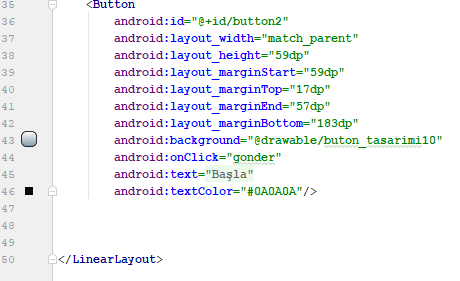 35 <Button
36 android:id="@+id/button2"
37 android:layout_width="match_parent"
38 android:layout_height="59dp"
39 android:layout_marginStart="59dp"
40 android:layout_marginTop="17dp"
41 android:layout_marginEnd="57dp"
42 android:layout_marginBottom="183dp"
43 android:background="@drawable/buton_tasarimi10"
44 android:onClick="gonder"
45 android:text="Başla"
46 android:textColor="#0A0A0A"/>
47
48
49
50 </LinearLayout>